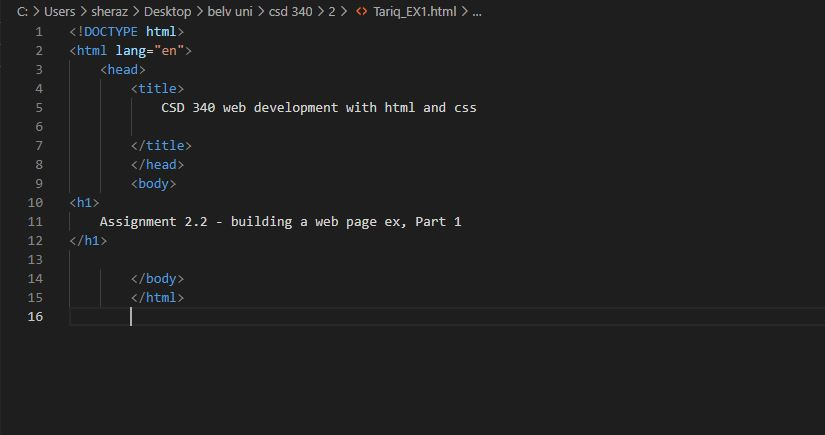 C: > Users > sheraz > Desktop > belv uni > csd 340 > 2 > <> Tariq_EX1.html > ...
1 <!DOCTYPE html>
2 <html lang="en">
3 <head>
4 <title>
5 CSD 340 web development with html and css
6
7 </title>
8 </head>
9 <body>
10 <h1>
11 Assignment 2.2 - building a web page ex, Part 1
12 </h1>
13
14 </body>
15 </html>
16